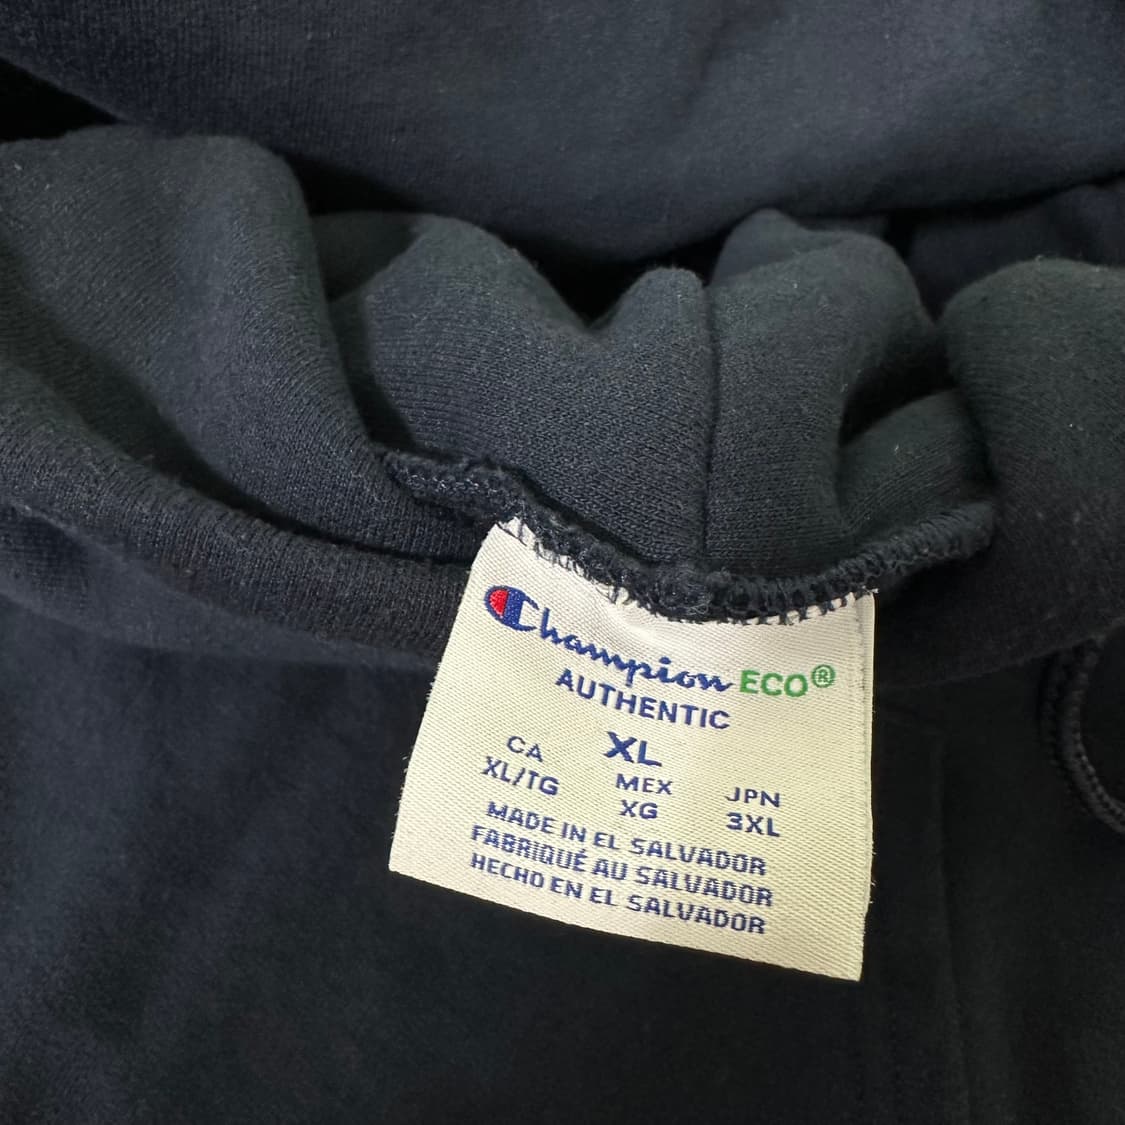 Champion ECO®
AUTHENTIC
XL
CA MEX JPN
XL/TG XG 3XL
MADE IN EL SALVADOR
FABRIQUÉ AU SALVADOR
HECHO EN EL SALVADOR